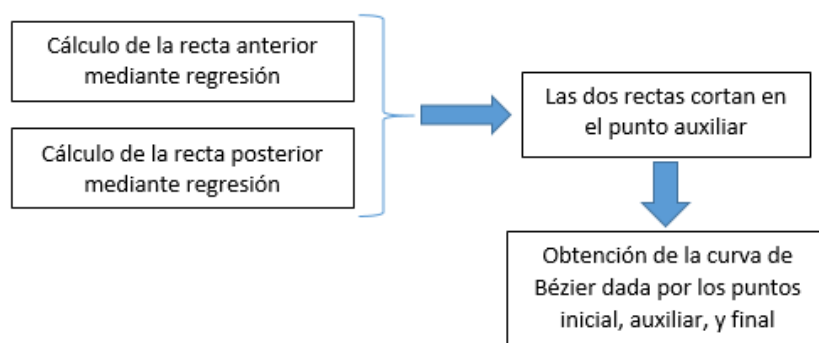 Cálculo de la recta anterior
mediante regresión
Cálculo de la recta posterior
mediante regresión
Las dos rectas cortan en
el punto auxiliar
Obtención de la curva de
Bézier dada por los puntos
inicial, auxiliar, y final